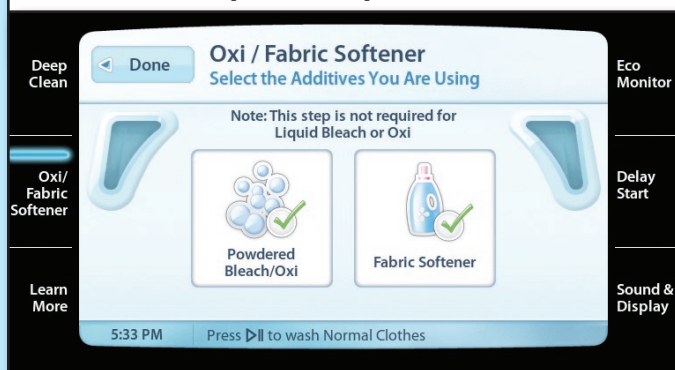 Deep
Clean
Oxi/
Fabric
Softener
Learn
More
Done
Oxi / Fabric Softener
Select the Additives You Are Using
Note: This step is not required for
Liquid Bleach or Oxi
Powdered
Bleach/Oxi
Fabric Softener
5:33 PM
Press ▷|| to wash Normal Clothes
Eco
Monitor
Delay
Start
Sound &
Display